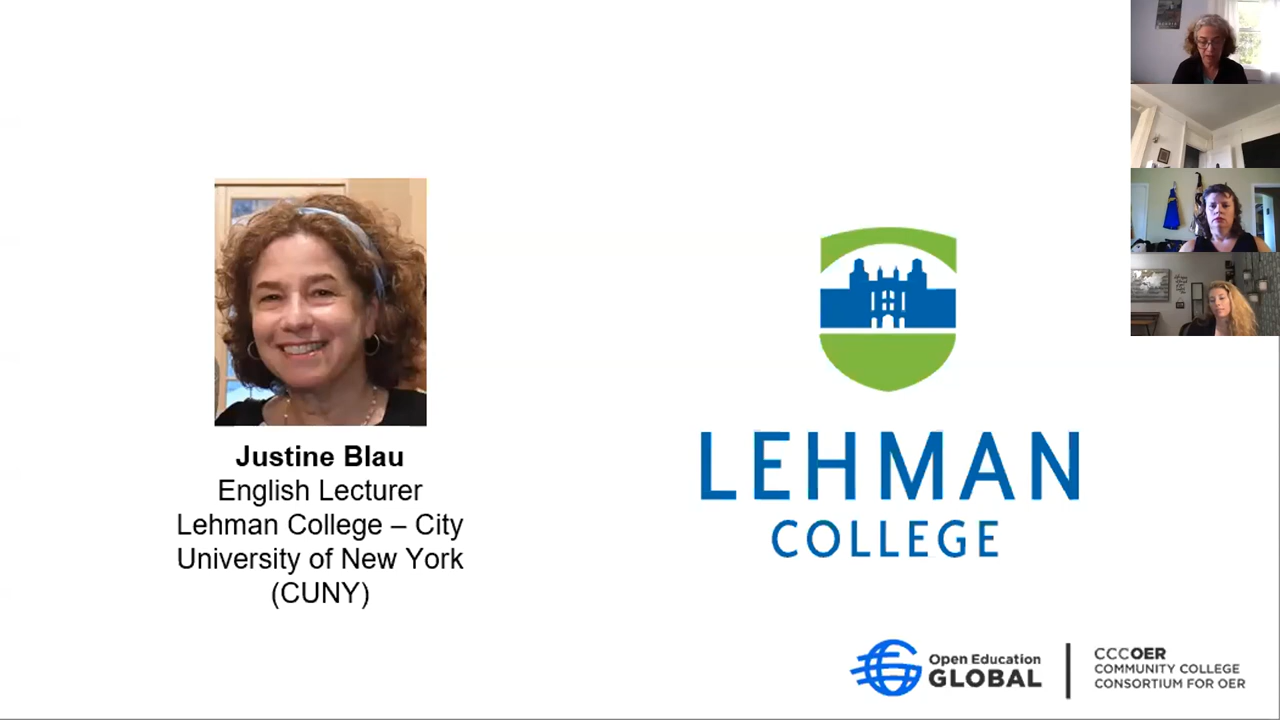 Justine Blau
English Lecturer
Lehman College – City
University of New York
(CUNY)
LEHMAN
COLLEGE
Open Education
GLOBAL
CCCOER
COMMUNITY COLLEGE
CONSORTIUM FOR OER